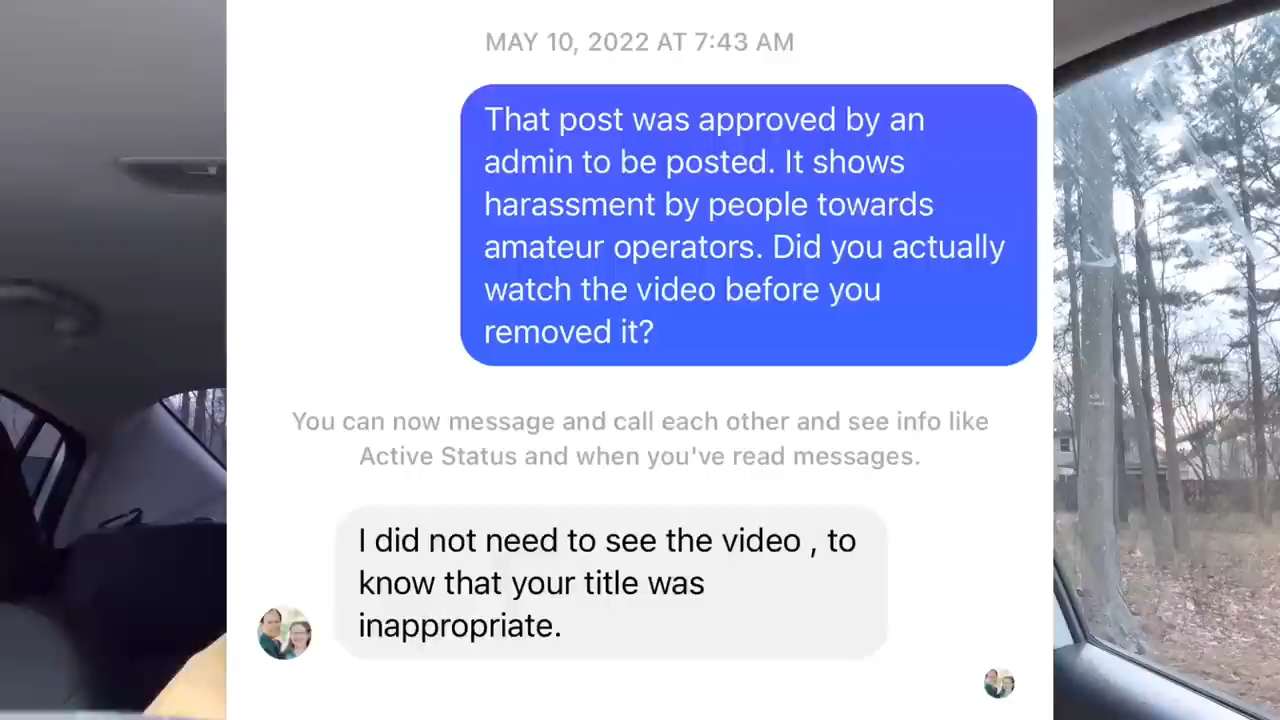 MAY 10, 2022 AT 7:43 AM
That post was approved by an
admin to be posted. It shows
harassment by people towards
amateur operators. Did you actually
watch the video before you
removed it?
You can now message and call each other and see info like
Active Status and when you've read messages.
I did not need to see the video , to
know that your title was
inappropriate.